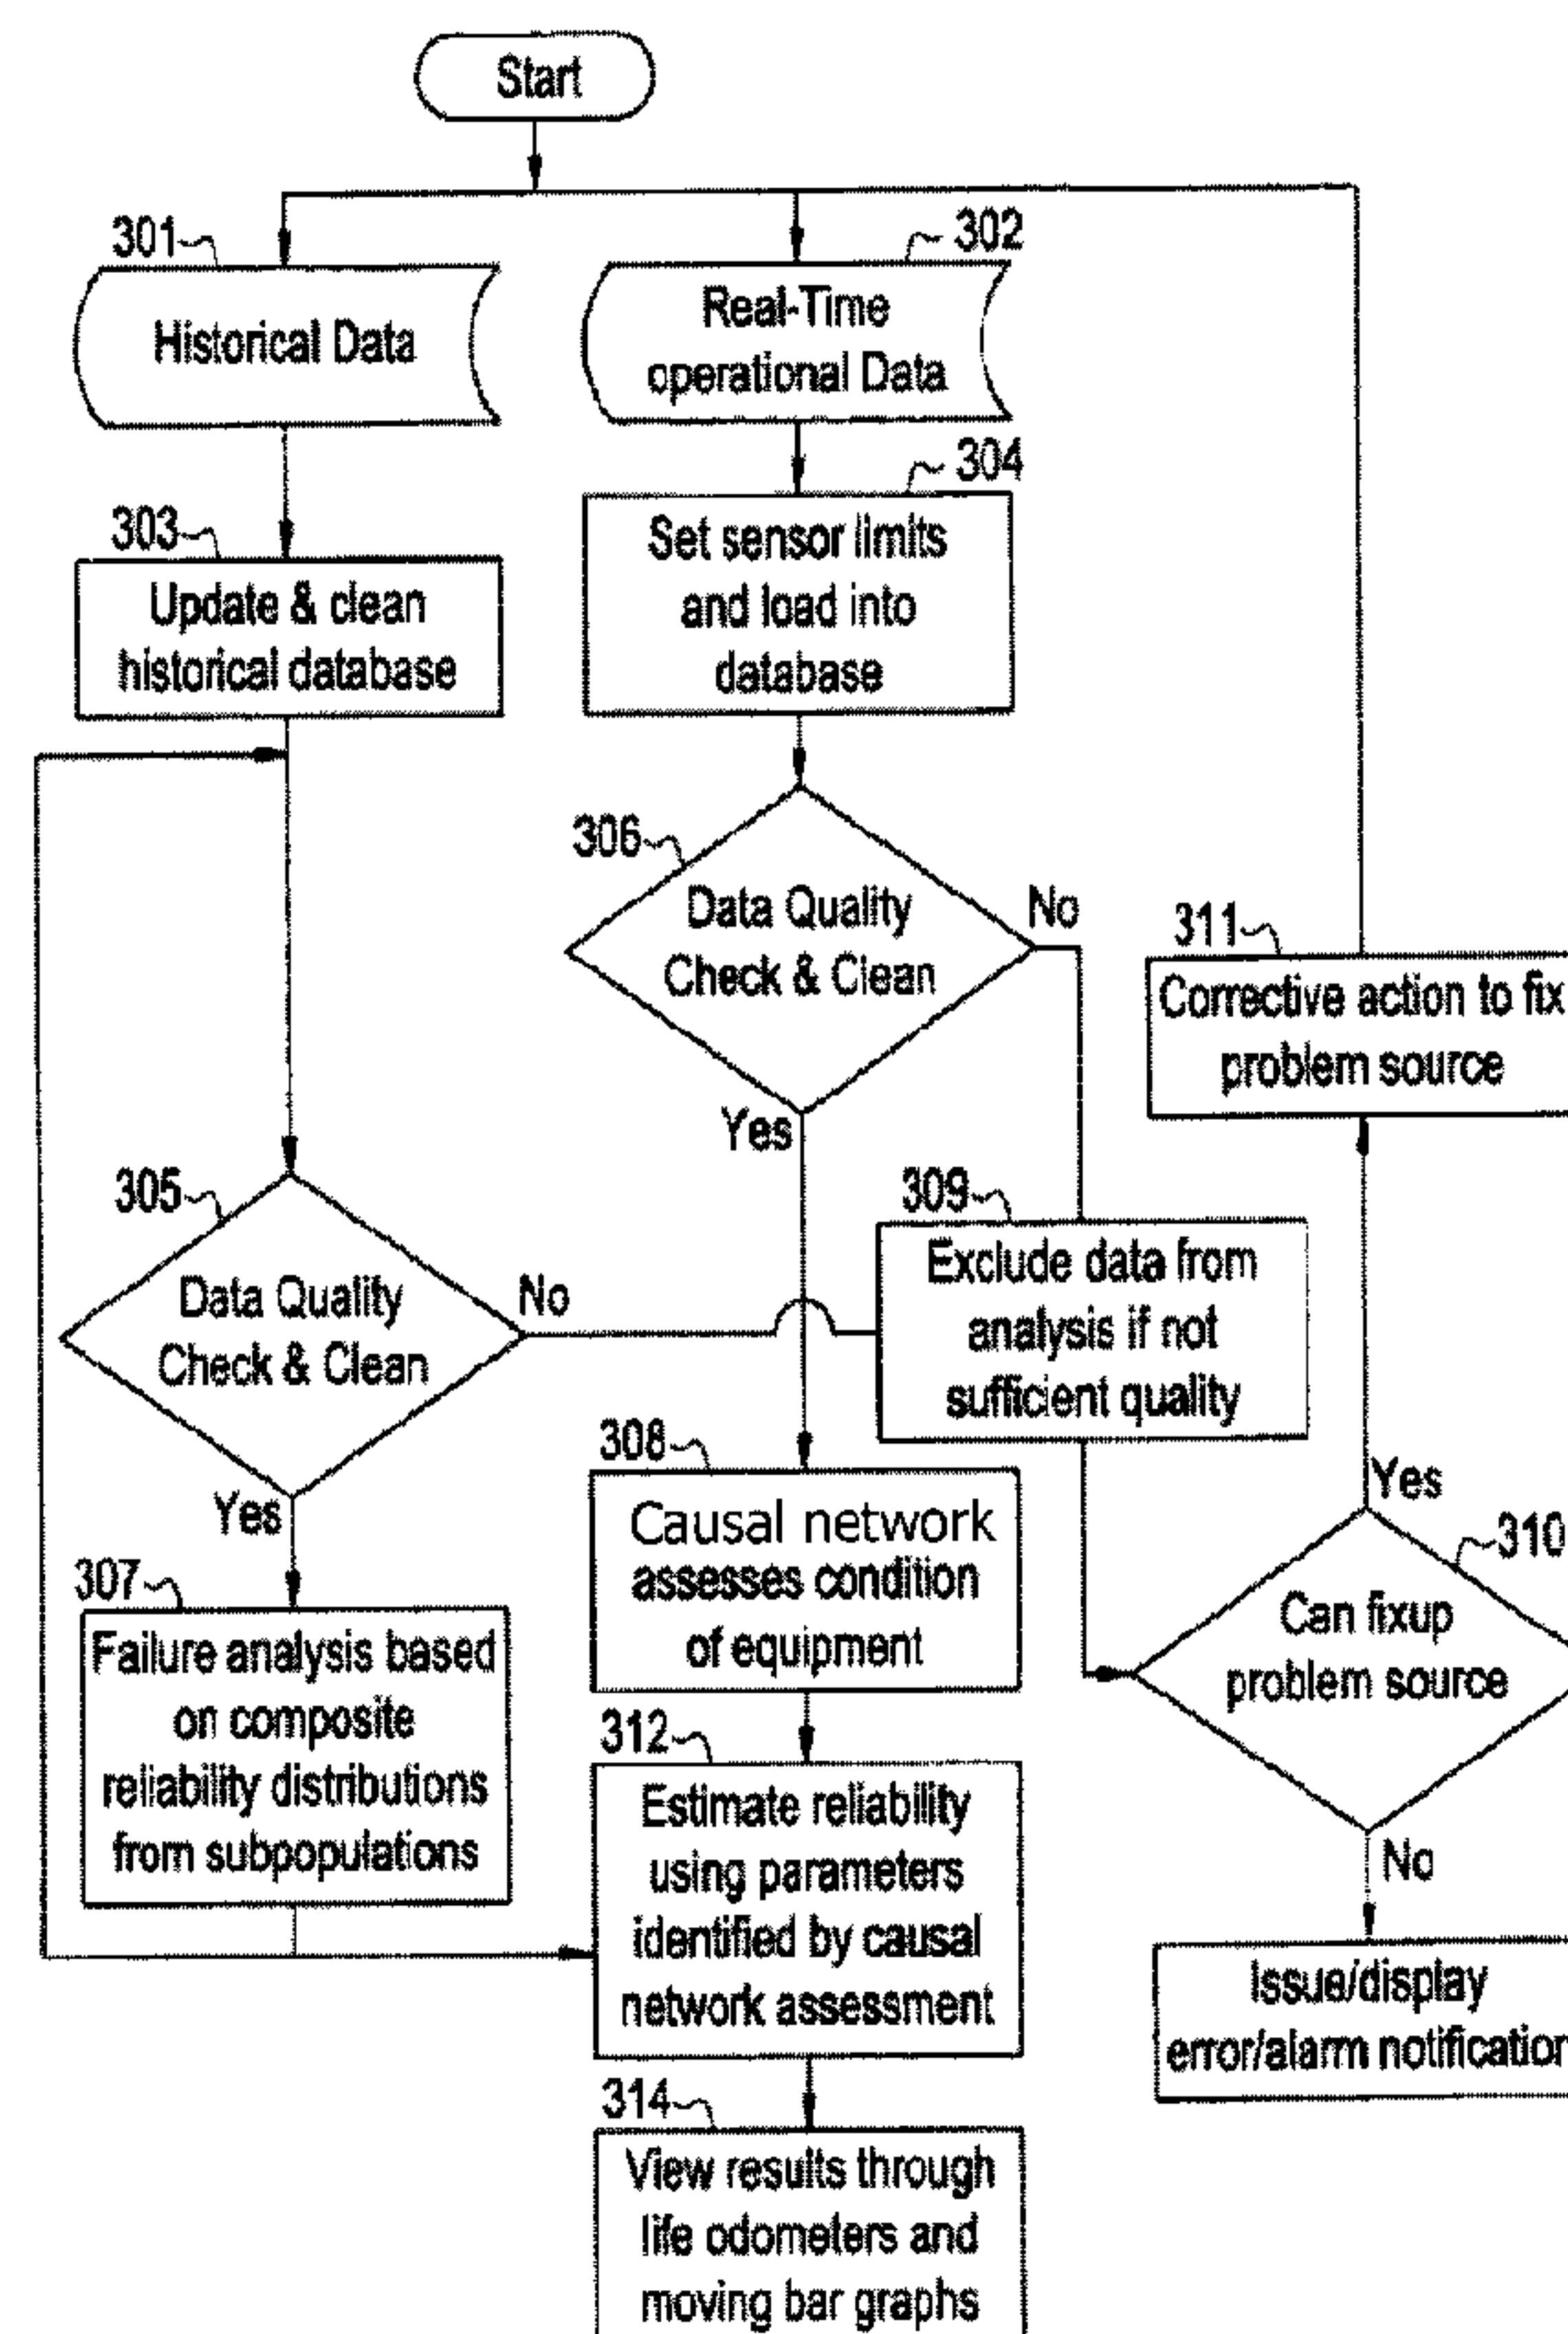 Start
301
Historical Data
302
Real-Time
operational Data
303
Update & clean
historical database
304
Set sensor limits
and load into
database
306
Data Quality
Check & Clean
No
Yes
311
Corrective action to fix
problem source
305
Data Quality
Check & Clean
No
Yes
309
Exclude data from
analysis if not
sufficient quality
308
Causal network
assesses condition
of equipment
310
Can fixup
problem source
Yes
No
307
Failure analysis based
on composite
reliability distributions
from subpopulations
312
Estimate reliability
using parameters
identified by causal
network assessment
Issue/display
error/alarm notification
314
View results through
life odometers and
moving bar graphs